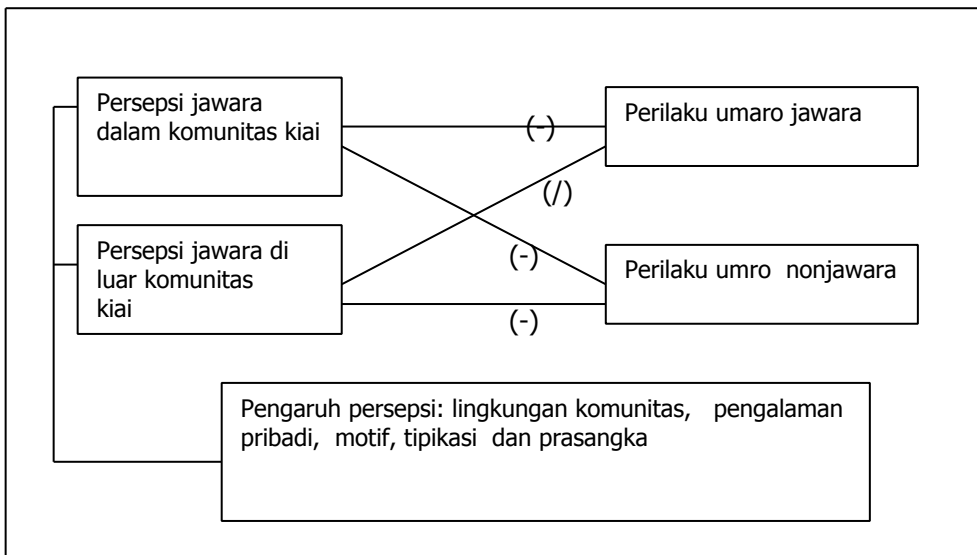 Persepsi jawara
dalam komunitas kiai
(-)
Perilaku umaro jawara
(/)
Persepsi jawara di
luar komunitas
kiai
(-)
Perilaku umro nonjawara
(-)
Pengaruh persepsi: lingkungan komunitas, pengalaman
pribadi, motif, tipikasi dan prasangka